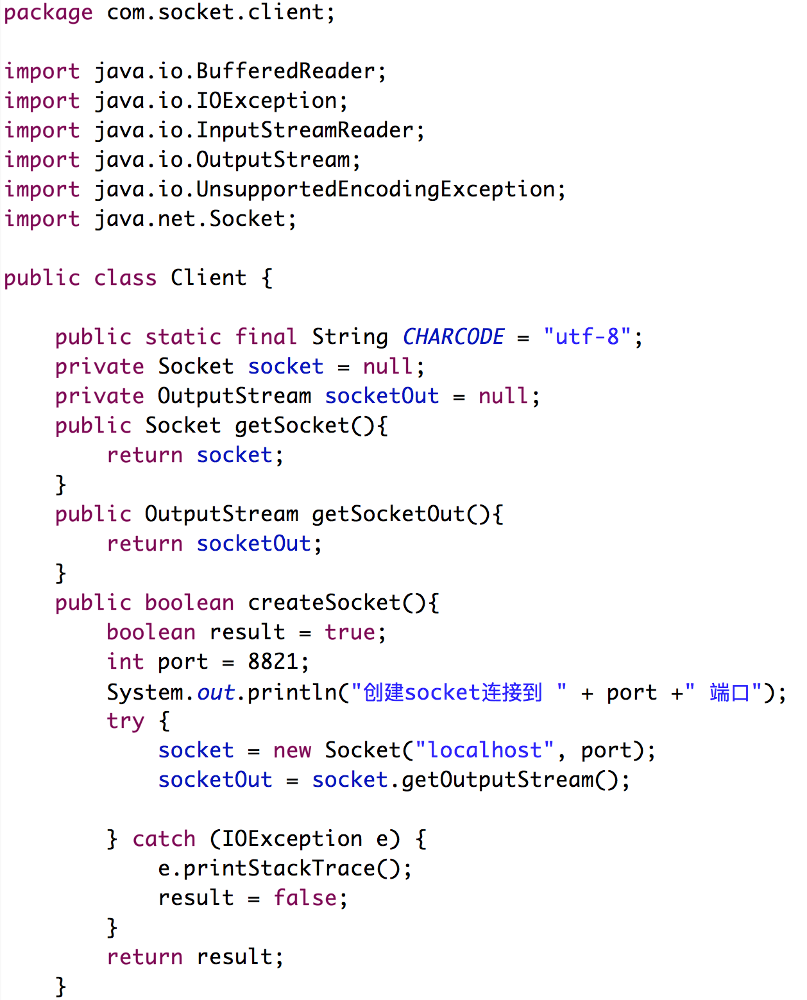 package com.socket.client;

import java.io.BufferedReader;
import java.io.IOException;
import java.io.InputStreamReader;
import java.io.OutputStream;
import java.io.UnsupportedEncodingException;
import java.net.Socket;

public class Client {

    public static final String CHARCODE = "utf-8";
    private Socket socket = null;
    private OutputStream socketOut = null;
    public Socket getSocket(){
        return socket;
    }
    public OutputStream getSocketOut(){
        return socketOut;
    }
    public boolean createSocket(){
        boolean result = true;
        int port = 8821;
        System.out.println("创建socket连接到 " + port +" 端口");
        try {
            socket = new Socket("localhost", port);
            socketOut = socket.getOutputStream();

        } catch (IOException e) {
            e.printStackTrace();
            result = false;
        }
        return result;
    }